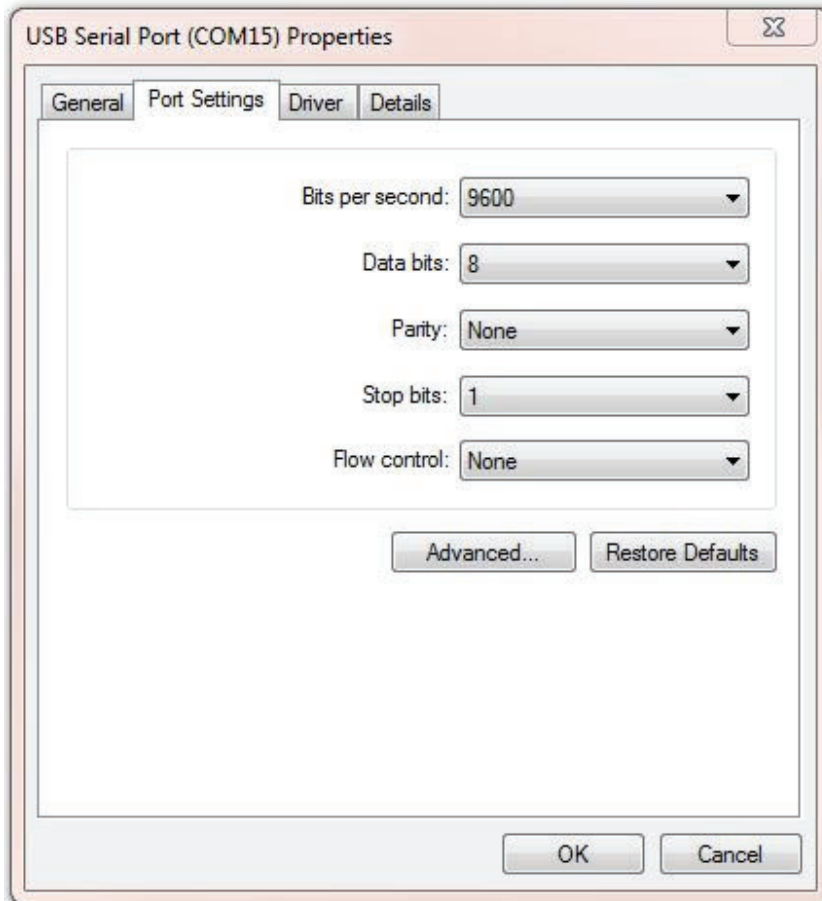 USB Serial Port (COM15) Properties
General Port Settings Driver Details
Bits per second: 9600
Data bits: 8
Parity: None
Stop bits: 1
Flow control: None
Advanced... Restore Defaults
OK Cancel